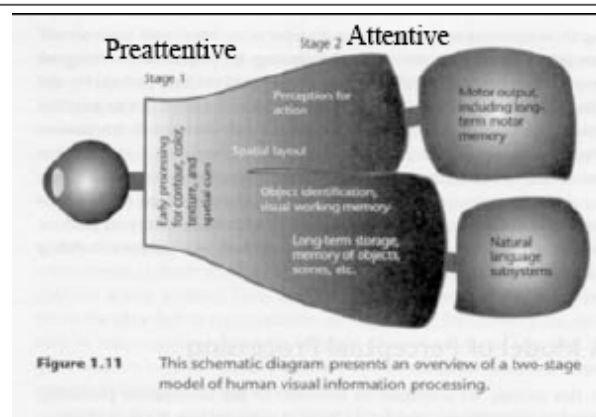 Preattentive
Stage 2 Attentive
Stage 1
Early processing
for contour, color,
texture, and
spatial cues
Perception for
action
Spatial layout
Object identification,
visual working memory
Long-term storage,
memory of objects,
scenes, etc.
Motor output,
including long-
term motor
memory
Natural
language
subsystems
Figure 1.11 This schematic diagram presents an overview of a two-stage
model of human visual information processing.